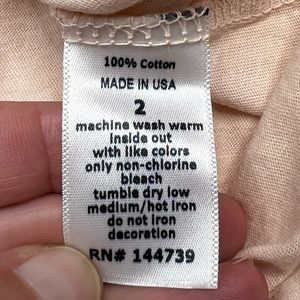 100% Cotton
MADE IN USA
2
machine wash warm
inside out
with like colors
only non-chlorine
bleach
tumble dry low
medium/hot iron
do not iron
decoration
RN# 144739